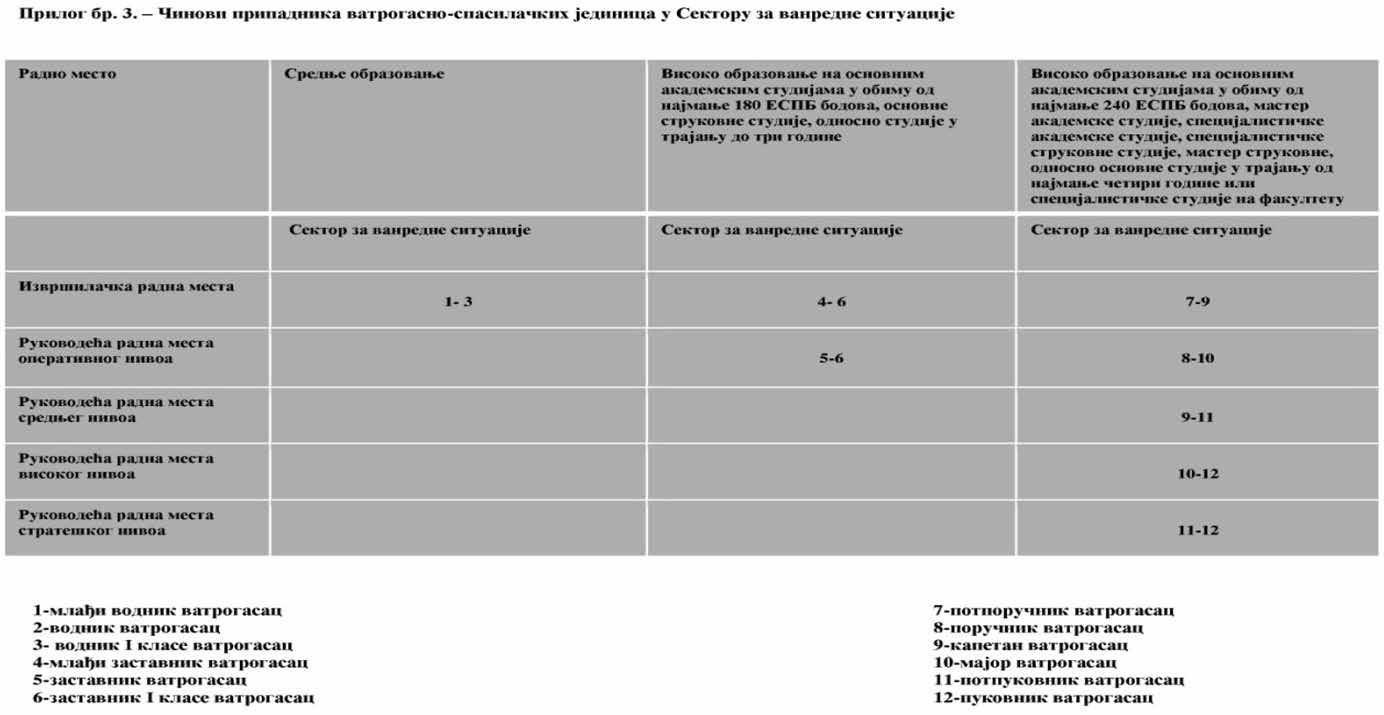 Прилог бр. 3. – Чинови припадника ватрогасно-спасилачких јединица у Сектору за ванредне ситуације
Радно место
Средње образовање
Високо образовање на основним
академским студијама у обиму од
најмање 180 ЕСПБ бодова, основне
струковне студије, односно студије у
трајању до три године
Високо образовање на основним
академским студијама у обиму од
најмање 240 ЕСПБ бодова, мастер
академске студије, специјалистичке
академске студије, специјалистичке
струковне студије, мастер струковне,
односно основне студије у трајању од
најмање четири године или
специјалистичке студије на факултету
Сектор за ванредне ситуације
Сектор за ванредне ситуације
Сектор за ванредне ситуације
Извршилачка радна места
1- 3
4- 6
7-9
Руководећа радна места
оперативног нивоа
5-6
8-10
Руководећа радна места
средњег нивоа
9-11
Руководећа радна места
високог нивоа
10-12
Руководећа радна места
стратешког нивоа
11-12
1-млађи водник ватрогасац
2-водник ватрогасац
3- водник I класе ватрогасац
4-млађи заставник ватрогасац
5-заставник ватрогасац
6-заставник I класе ватрогасац
7-потпоручник ватрогасац
8-поручник ватрогасац
9-капетан ватрогасац
10-мајор ватрогасац
11-потпуковник ватрогасац
12-пуковник ватрогасац